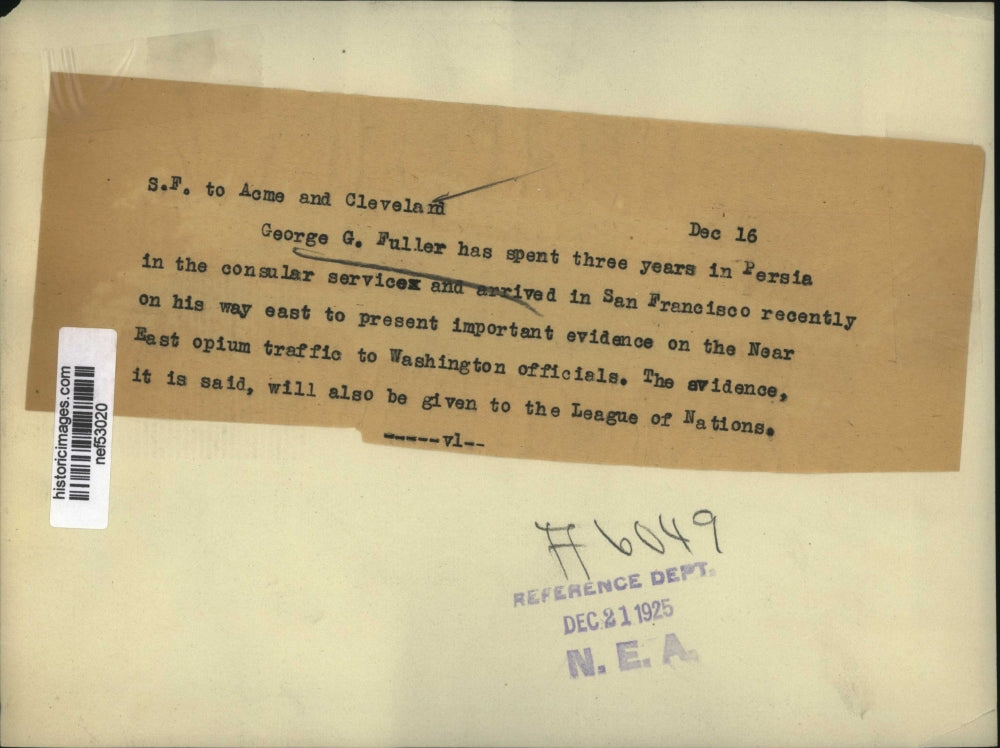 S.F. to Acme and Cleveland
Dec 16
George G. Fuller has spent three years in Persia
in the consular servicex and arrived in San Francisco recently
on his way east to present important evidence on the Near
East opium traffic to Washington officials. The evidence,
it is said, will also be given to the League of Nations.
-----vl--
historicimages.com
nef53020
H 6049
REFERENCE DEPT.
DEC 21 1925
N. E. A.